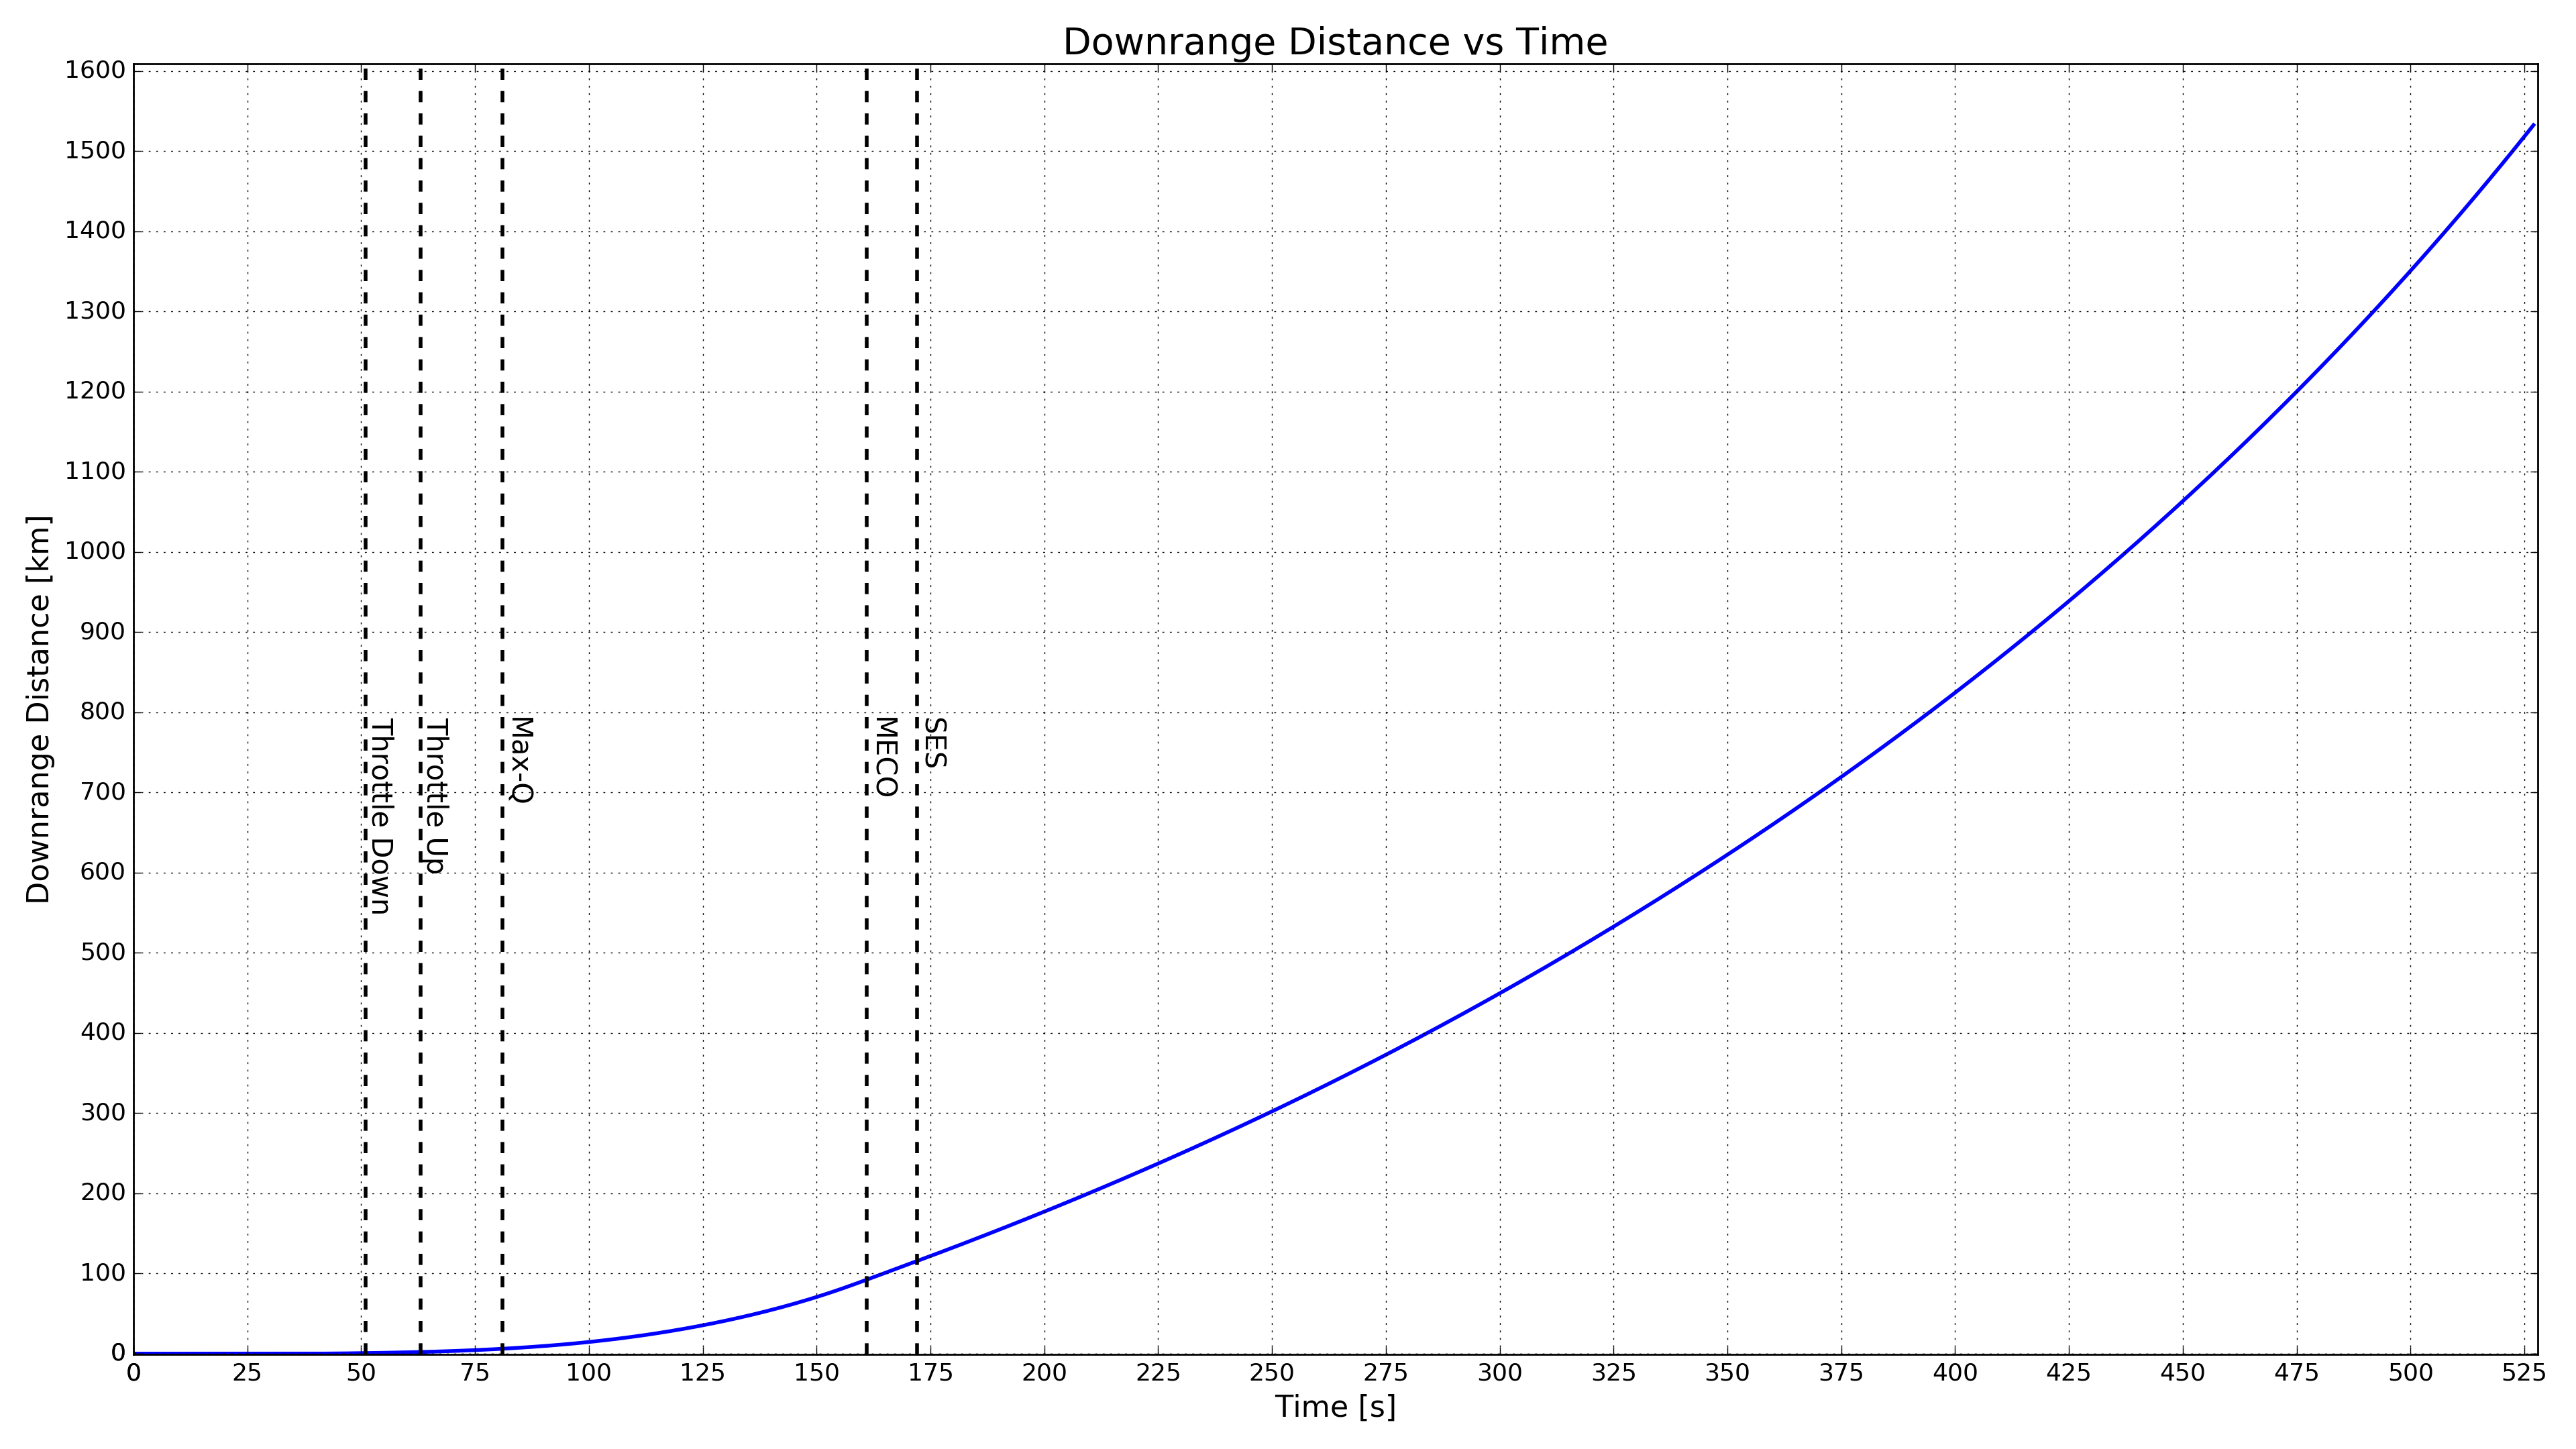 Downrange Distance vs Time
1600
1500
1400
1300
1200
1100
1000
900
800
700
600
500
400
300
200
100
0
Downrange Distance [km]
Throttle Down
Throttle Up
Max-Q
MECO
SES
0 25 50 75 100 125 150 175 200 225 250 275 300 325 350 375 400 425 450 475 500 525
Time [s]